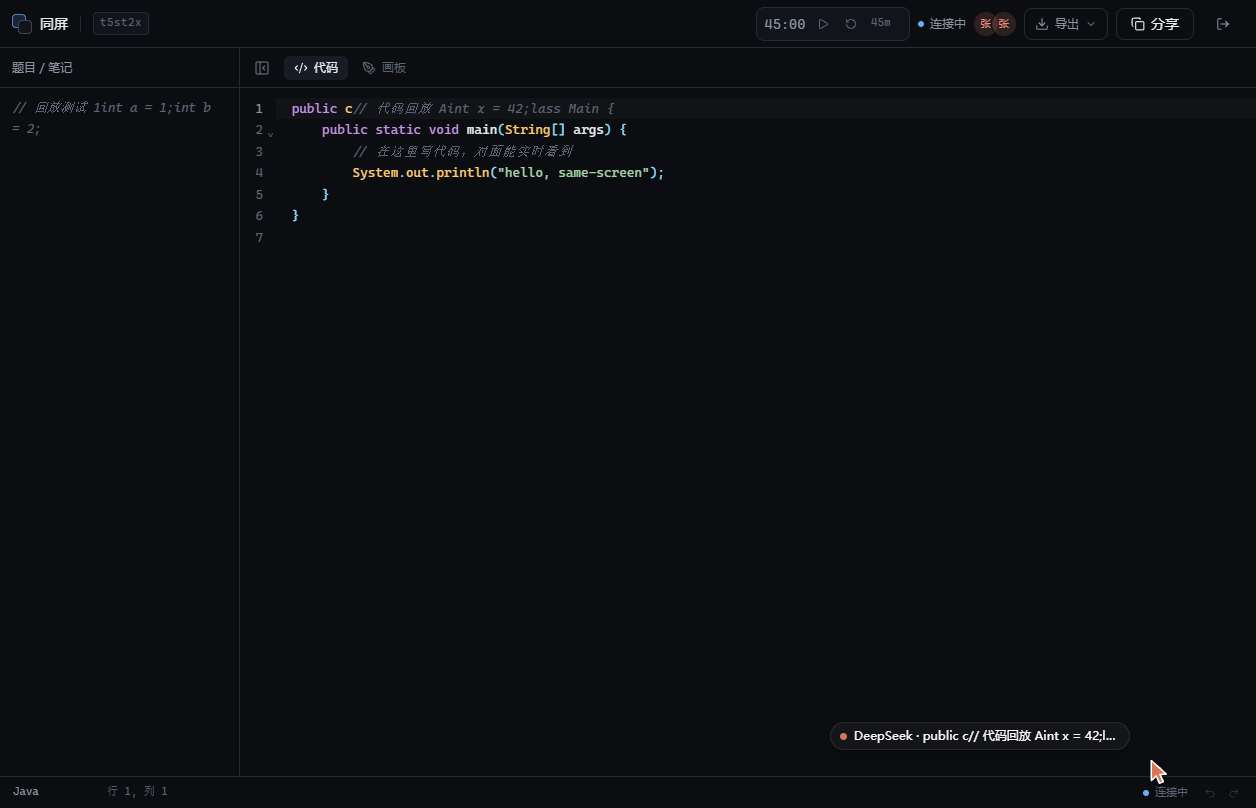 同屏 t5st2x 45:00 45m 连接中 张 张 导出 分享
题目 / 笔记 代码 画板
// 回放测试 1int a = 1;int b
= 2;
1 public c// 代码回放 Aint x = 42;lass Main {
2 public static void main(String[] args) {
3 // 在这里写代码，对面能实时看到
4 System.out.println("hello, same-screen");
5 }
6 }
7
DeepSeek · public c// 代码回放 Aint x = 42;l...
Java 行 1, 列 1 连接中